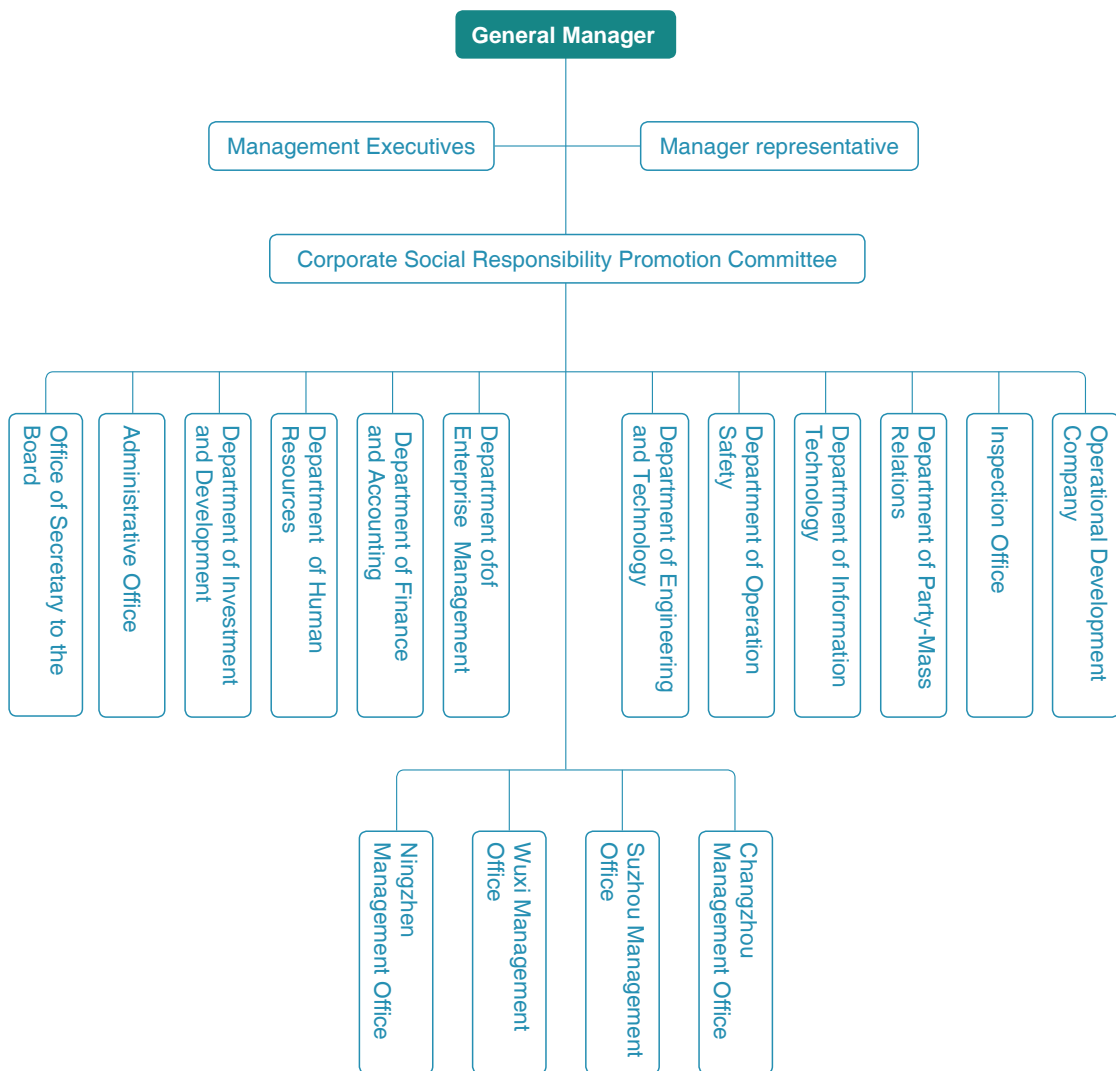 General Manager
Management Executives
Manager representative
Corporate Social Responsibility Promotion Committee
Office of Secretary to the
Board
Administrative Office
Department of Investment
and Development
Department of Human
Resources
Department of Finance
and Accounting
Department ofof
Enterprise Management
Department of Engineering
and Technology
Department of Operation
Safety
Department of Information
Technology
Department of Party-Mass
Relations
Inspection Office
Operational Development
Company
Ningzhen
Management Office
Wuxi Management
Office
Suzhou Management
Office
Changzhou
Management Office